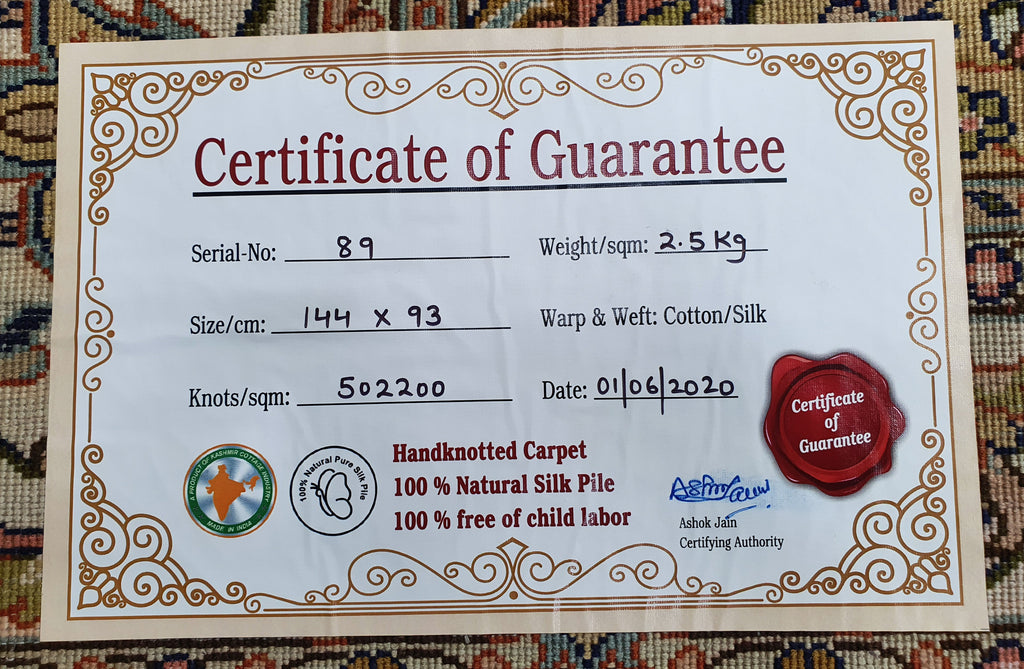 Certificate of Guarantee
Serial-No: 89
Weight/sqm: 2.5 Kg
Size/cm: 144 x 93
Warp & Weft: Cotton/Silk
Knots/sqm: 502200
Date: 01/06/2020
Certificate
of
Guarantee
A PRODUCT OF KASHMIR COTTAGE INDUSTRY
MADE IN INDIA
100% Natural Pure Silk Pile
Handknotted Carpet
100 % Natural Silk Pile
100 % free of child labor
Ashok Jain
Certifying Authority